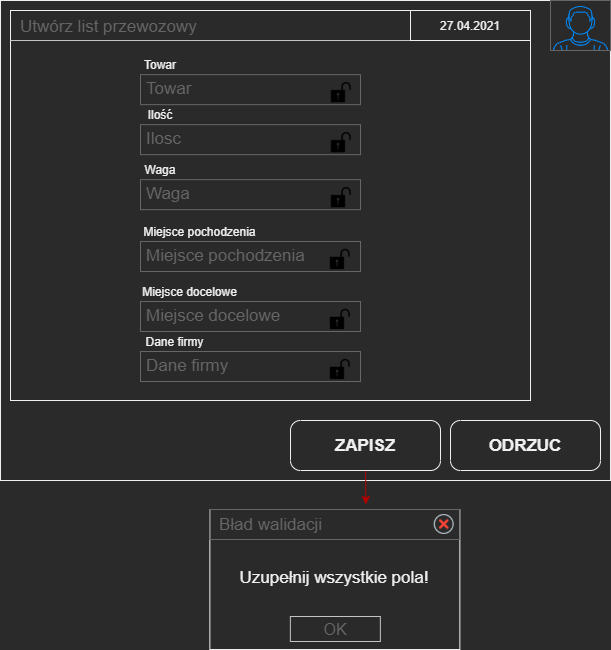 Utwórz list przewozowy
27.04.2021
Towar
Towar
Ilość
Ilosc
Waga
Waga
Miejsce pochodzenia
Miejsce pochodzenia
Miejsce docelowe
Miejsce docelowe
Dane firmy
Dane firmy
ZAPISZ
ODRZUC
Bład walidacji
Uzupełnij wszystkie pola!
OK